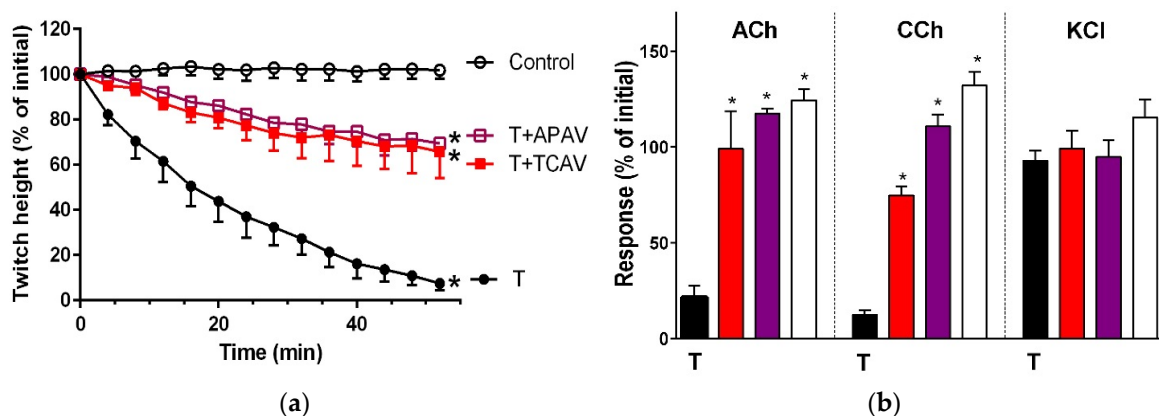 (a)
Twitch height (% of initial)
120
100
80
60
40
20
0
0 20 40
Time (min)
Control
T+APAV
T+TCAV
T
*
*
*
(b)
Response (% of initial)
150
100
50
0
ACh CCh KCl
* * *
* * *
T T T